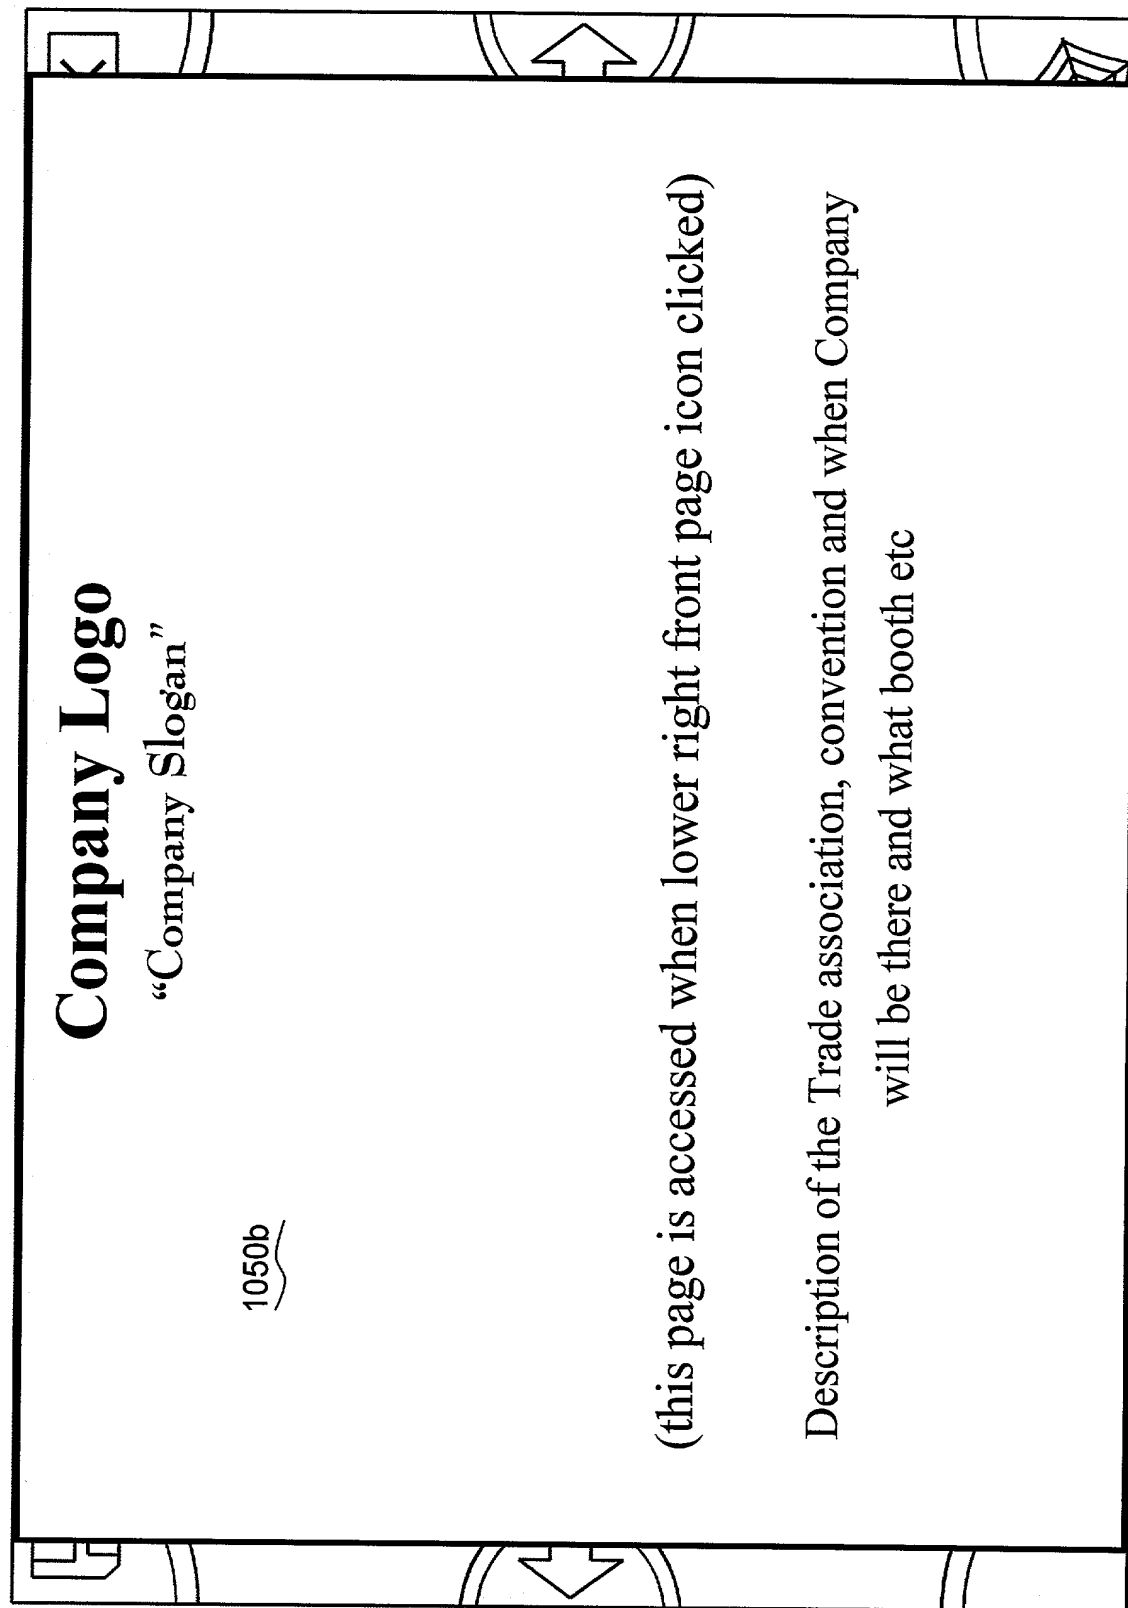 Company Logo
“Company Slogan”
1050b
(this page is accessed when lower right front page icon clicked)
Description of the Trade association, convention and when Company
will be there and what booth etc